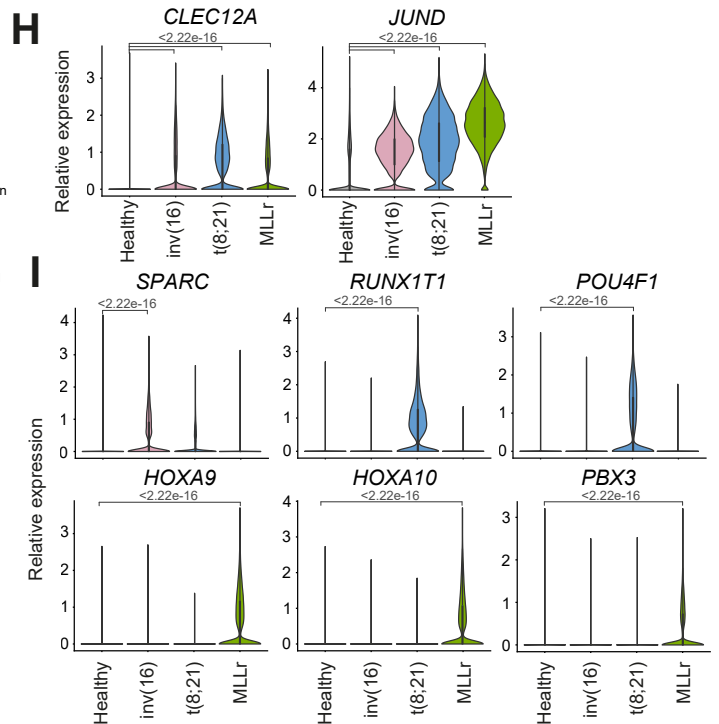 H
CLEC12A
JUND
<2.22e-16
<2.22e-16
Relative expression
3
2
1
0
4
2
0
n
Healthy
inv(16)
t(8;21)
MLLr
Healthy
inv(16)
t(8;21)
MLLr
I
SPARC
RUNX1T1
POU4F1
<2.22e-16
<2.22e-16
<2.22e-16
4
3
2
1
0
4
3
2
1
0
3
2
1
0
Relative expression
HOXA9
HOXA10
PBX3
<2.22e-16
<2.22e-16
<2.22e-16
3
2
1
0
4
3
2
1
0
3
2
1
0
Healthy
inv(16)
t(8;21)
MLLr
Healthy
inv(16)
t(8;21)
MLLr
Healthy
inv(16)
t(8;21)
MLLr